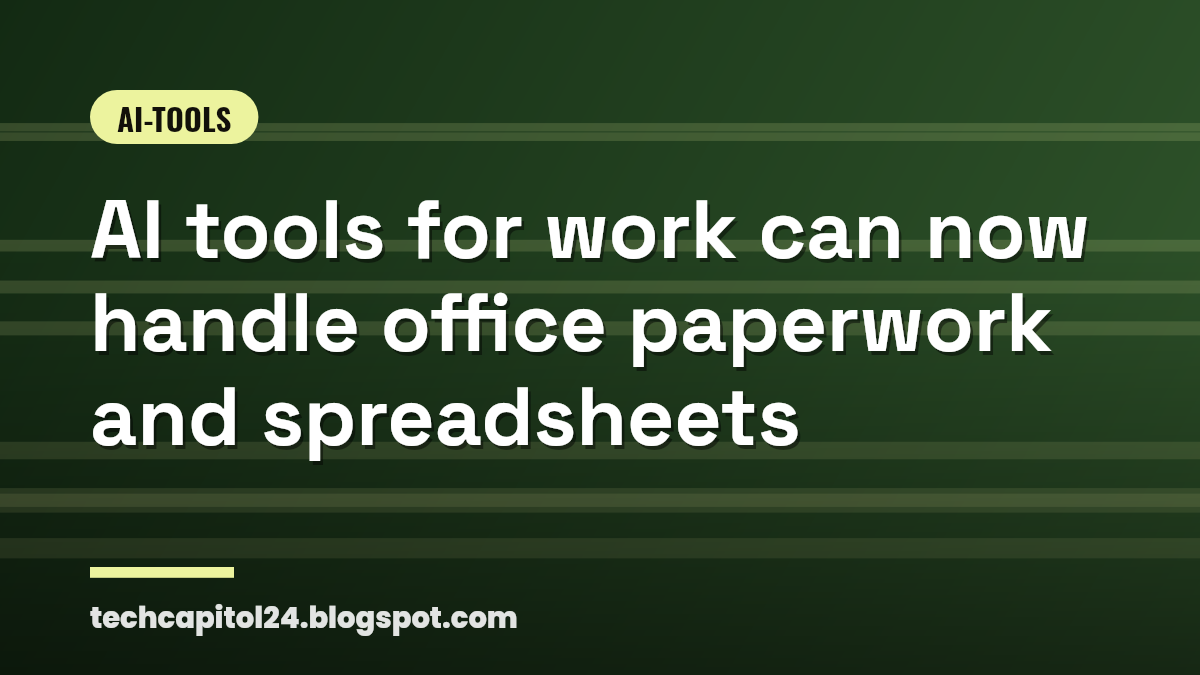 AI-TOOLS
AI tools for work can now
handle office paperwork
and spreadsheets
techcapitol24.blogspot.com